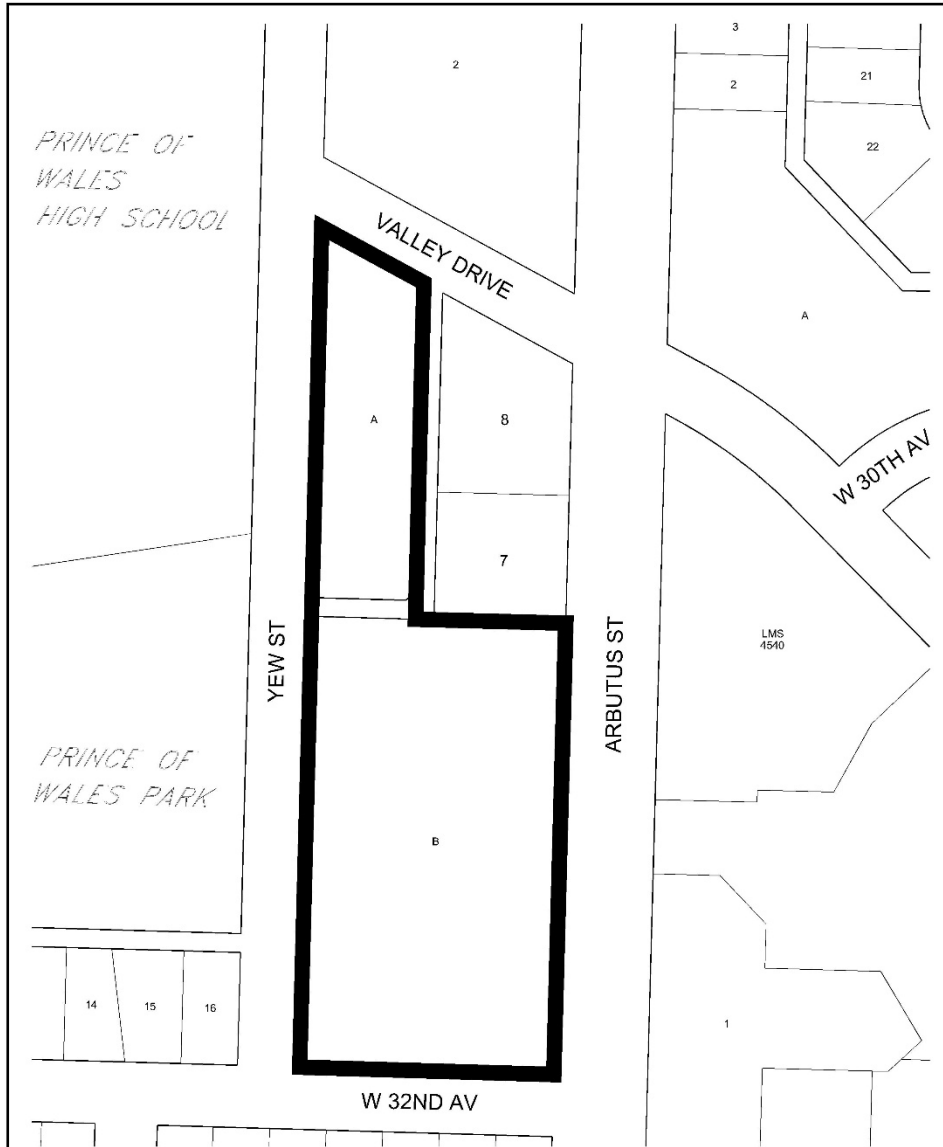 3
2
2
21
22
PRINCE OF
WALES
HIGH SCHOOL
VALLEY DRIVE
A
A
8
W 30TH AV
7
YEW ST
ARBUTUS ST
LMS
4540
PRINCE OF
WALES PARK
B
14
15
16
1
W 32ND AV